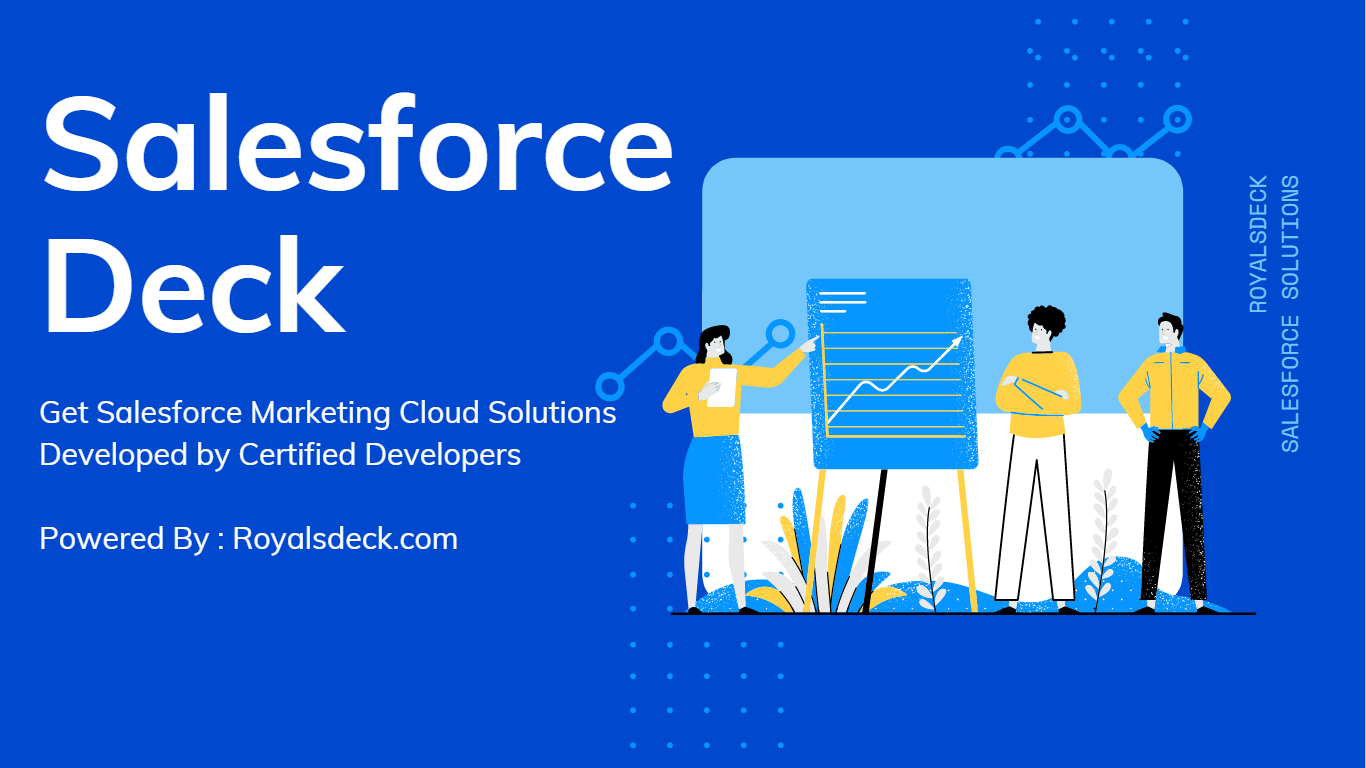 Salesforce
Deck
Get Salesforce Marketing Cloud Solutions
Developed by Certified Developers
Powered By : Royalsdeck.com
ROYALSDECK
SALESFORCE SOLUTIONS